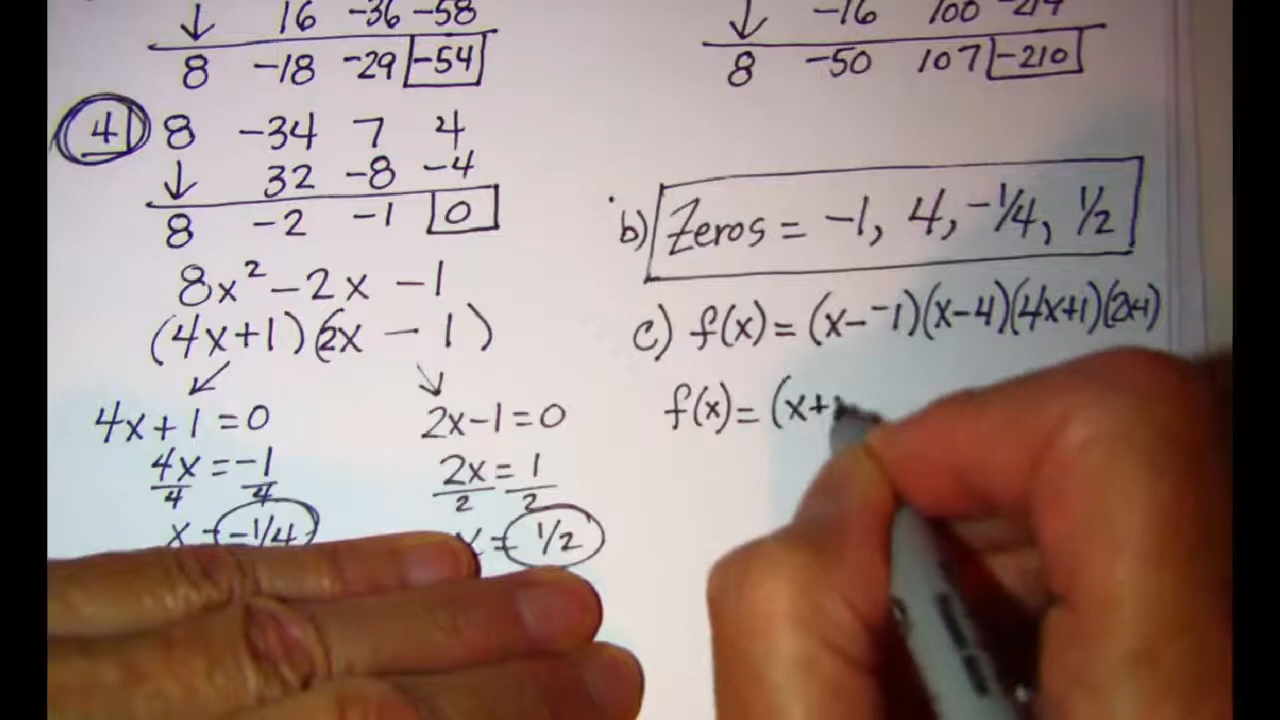 ↓ 16 -36 -58
8 -18 -29 -54
↓ -16 100 -214
8 -50 107 -210
4 8 -34 7 4
↓ 32 -8 -4
8 -2 -1 0
8x² - 2x - 1
(4x+1)(2x - 1)
4x+1=0
4x = -1
4 4
x = -1/4
2x-1=0
2x = 1
2 2
x = 1/2
b) Zeros = -1, 4, -1/4, 1/2
c) f(x) = (x--1)(x-4)(4x+1)(2x-1)
f(x) = (x+